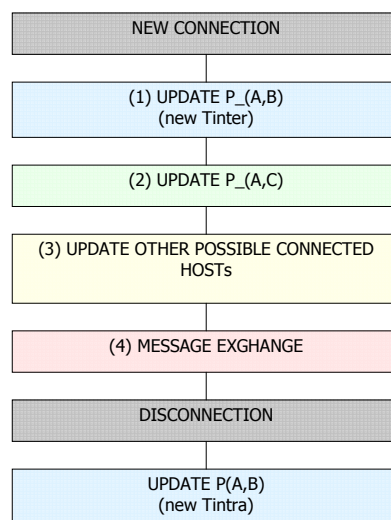 NEW CONNECTION
(1) UPDATE P_(A,B)
(new Tinter)
(2) UPDATE P_(A,C)
(3) UPDATE OTHER POSSIBLE CONNECTED
HOSTs
(4) MESSAGE EXGHANGE
DISCONNECTION
UPDATE P(A,B)
(new Tintra)